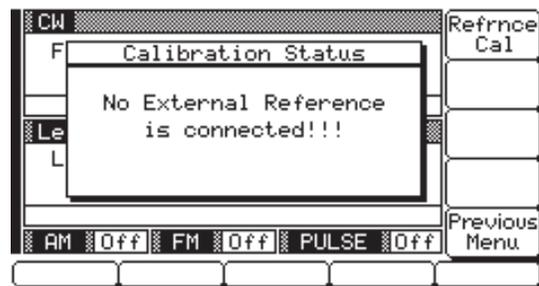 CW
Refrnce
Cal
F
Calibration Status
No External Reference
is connected!!!
Le
L
Previous
Menu
AM Off FM Off PULSE Off